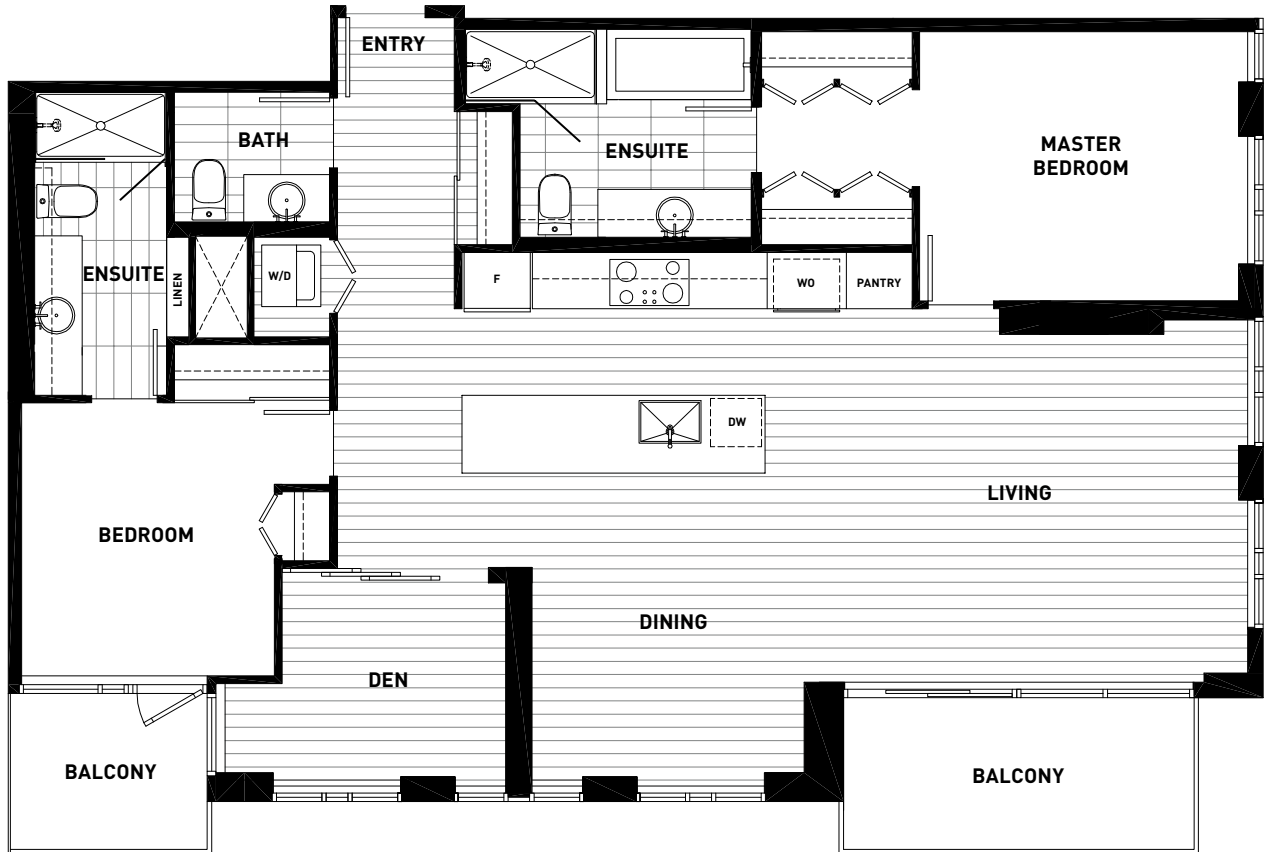 ENTRY
BATH
ENSUITE
MASTER
BEDROOM
ENSUITE
LINEN
W/D
F
WO
PANTRY
DW
LIVING
BEDROOM
DINING
DEN
BALCONY
BALCONY